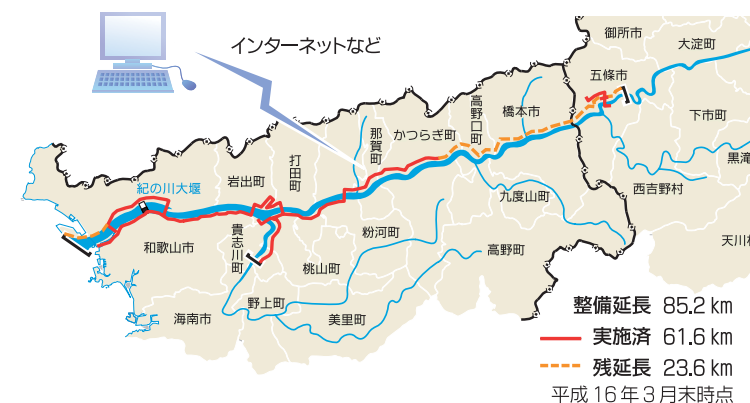 インターネットなど
御所市
大淀町
五條市
下市町
黒滝
西吉野村
天川村
橋本市
高野口町
かつらぎ町
那賀町
打田町
岩出町
紀の川大堰
九度山町
高野町
粉河町
桃山町
貴志川町
和歌山市
野上町
美里町
海南市
整備延長 85.2 km
実施済 61.6 km
残延長 23.6 km
平成16年3月末時点